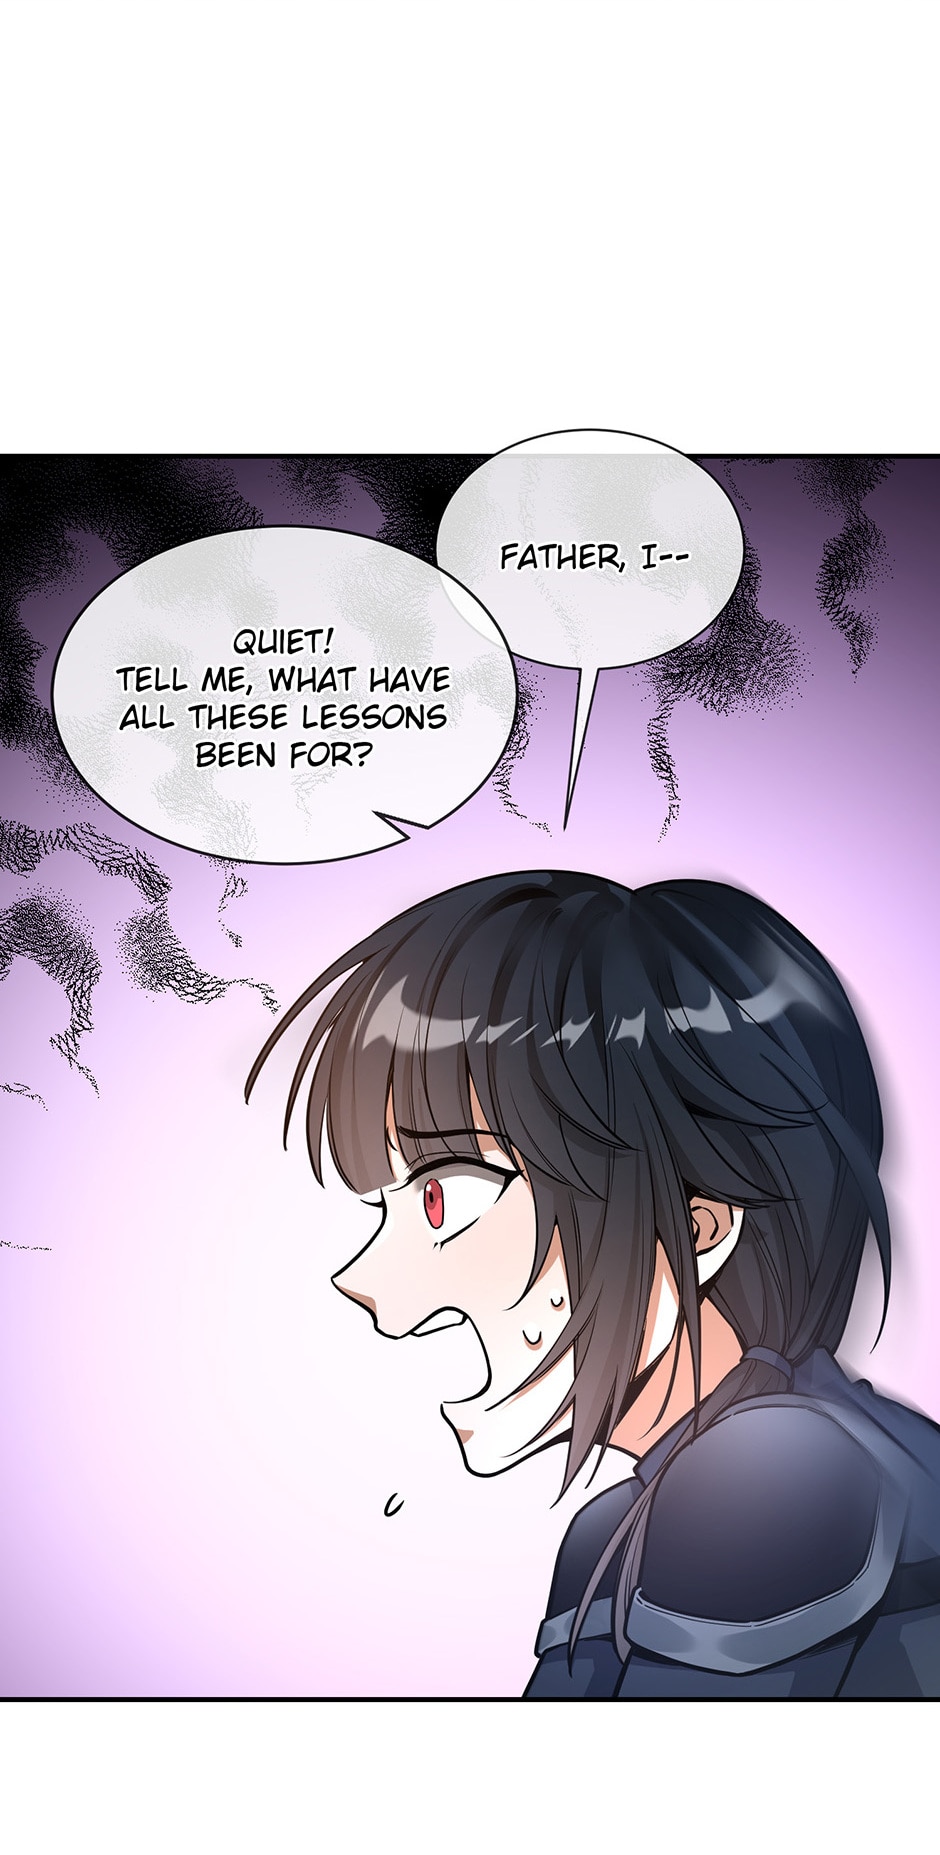 FATHER, I--
QUIET!
TELL ME, WHAT HAVE
ALL THESE LESSONS
BEEN FOR?